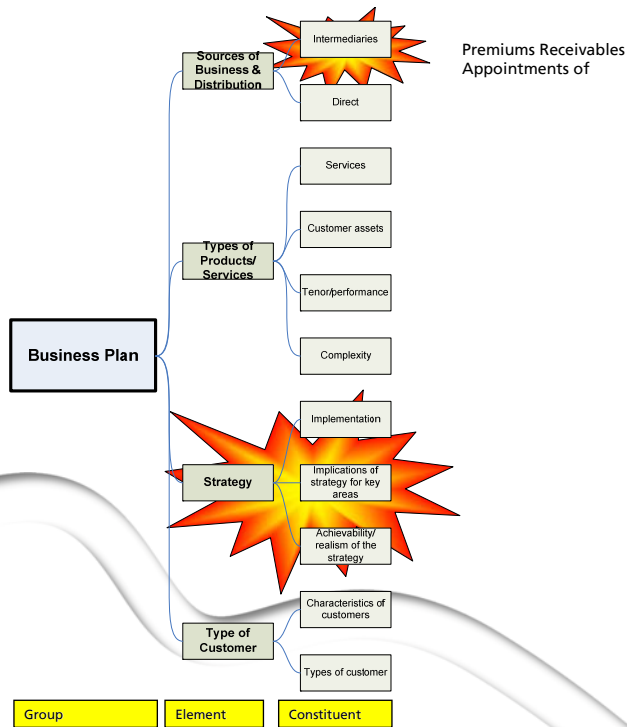 Intermediaries
Premiums Receivables
Appointments of
Sources of
Business &
Distribution
Direct
Services
Customer assets
Types of
Products/
Services
Tenor/performance
Complexity
Business Plan
Implementation
Strategy
Implications of
strategy for key
areas
Achievability/
realism of the
strategy
Characteristics of
customers
Type of
Customer
Types of customer
Group
Element
Constituent